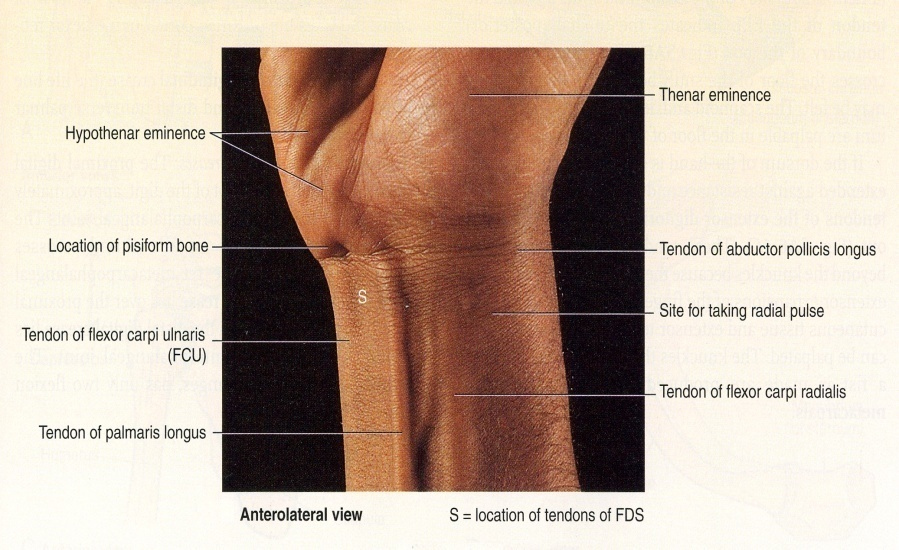 Thenar eminence
Hypothenar eminence
Location of pisiform bone
Tendon of abductor pollicis longus
S
Site for taking radial pulse
Tendon of flexor carpi ulnaris
(FCU)
Tendon of flexor carpi radialis
Tendon of palmaris longus
Anterolateral view
S = location of tendons of FDS